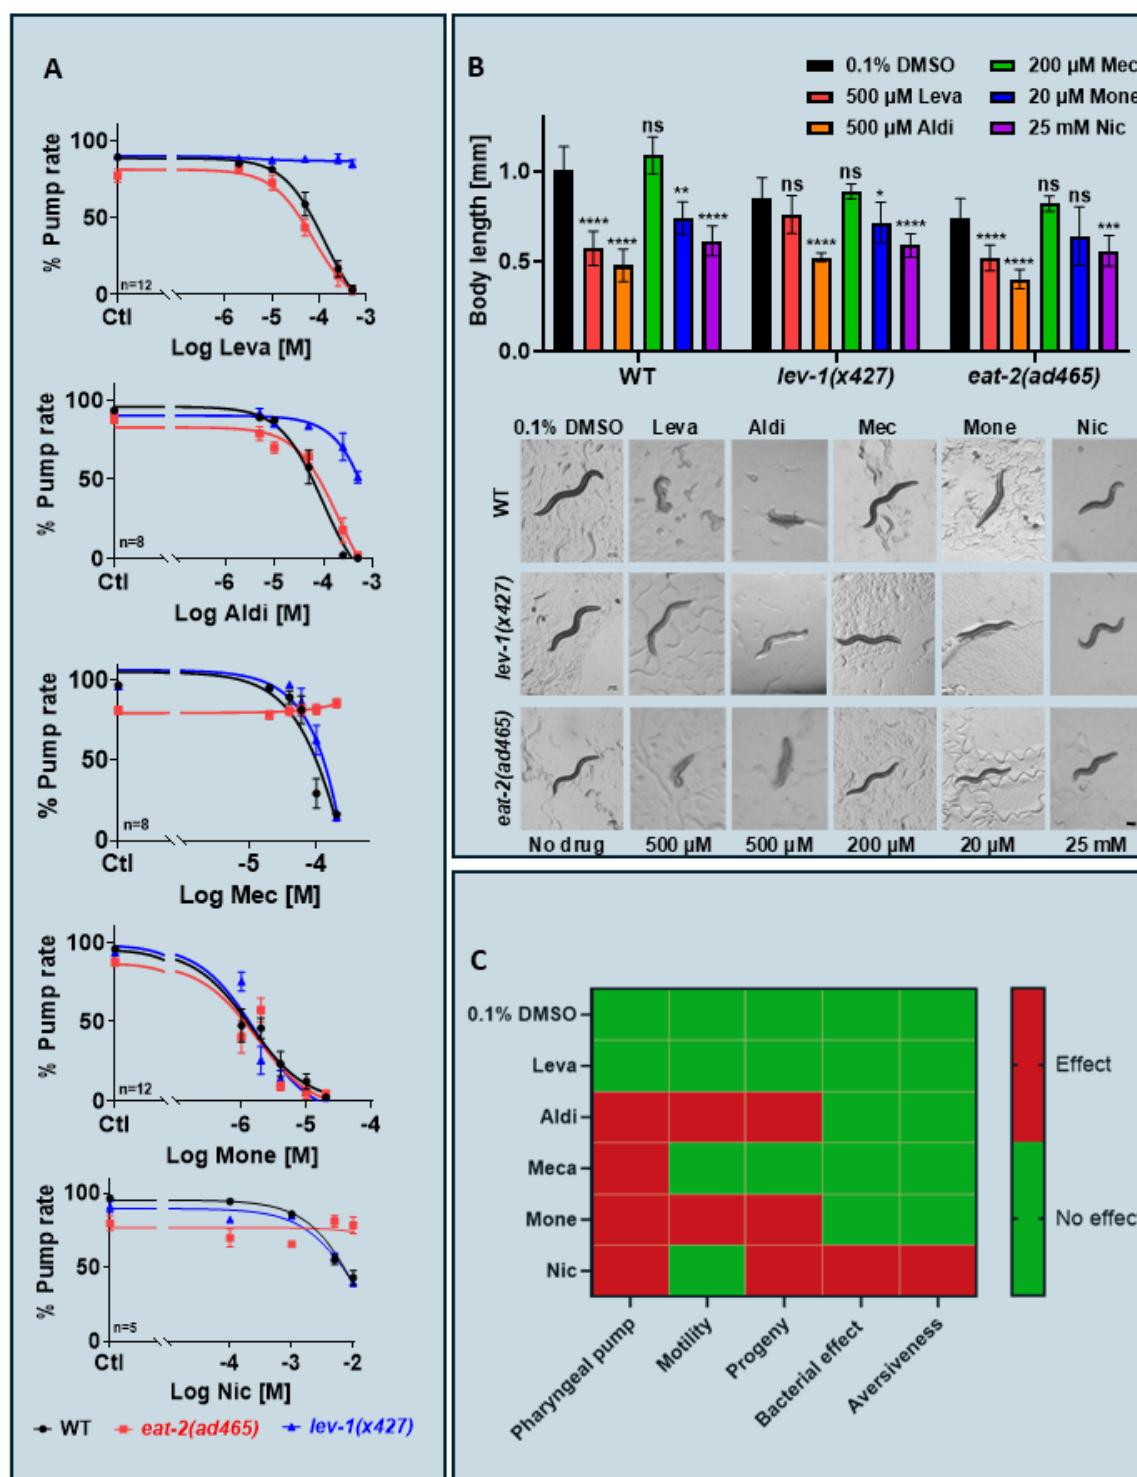 A
100
50
0
% Pump rate
n=12
Ctl
-6
-5
-4
-3
Log Leva [M]
100
50
0
% Pump rate
n=8
Ctl
-6
-5
-4
-3
Log Aldi [M]
100
50
0
% Pump rate
n=8
Ctl
-5
-4
Log Mec [M]
100
50
0
% Pump rate
n=12
Ctl
-6
-5
-4
Log Mone [M]
100
50
0
% Pump rate
n=5
Ctl
-4
-3
-2
Log Nic [M]
WT
eat-2(ad465)
lev-1(x427)
B
0.1% DMSO
200 µM Mec
500 µM Leva
20 µM Mone
500 µM Aldi
25 mM Nic
Body length [mm]
1.0
0.5
0.0
****
****
ns
**
****
ns
****
ns
*
****
****
****
ns
ns
***
WT
lev-1(x427)
eat-2(ad465)
0.1% DMSO
Leva
Aldi
Mec
Mone
Nic
WT
lev-1(x427)
eat-2(ad465)
No drug
500 µM
500 µM
200 µM
20 µM
25 mM
C
0.1% DMSO
Leva
Aldi
Meca
Mone
Nic
Pharyngeal pump
Motility
Progeny
Bacterial effect
Aversiveness
Effect
No effec